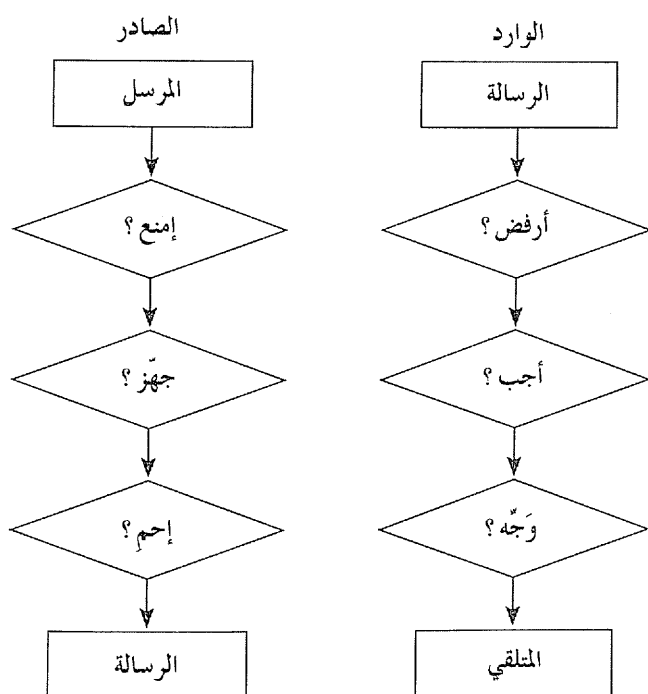 الوارد
الرسالة
أرفض؟
أجب؟
وَجِّه؟
المتلقي
الصادر
المرسل
إمنع؟
جهّز؟
إحمِ؟
الرسالة